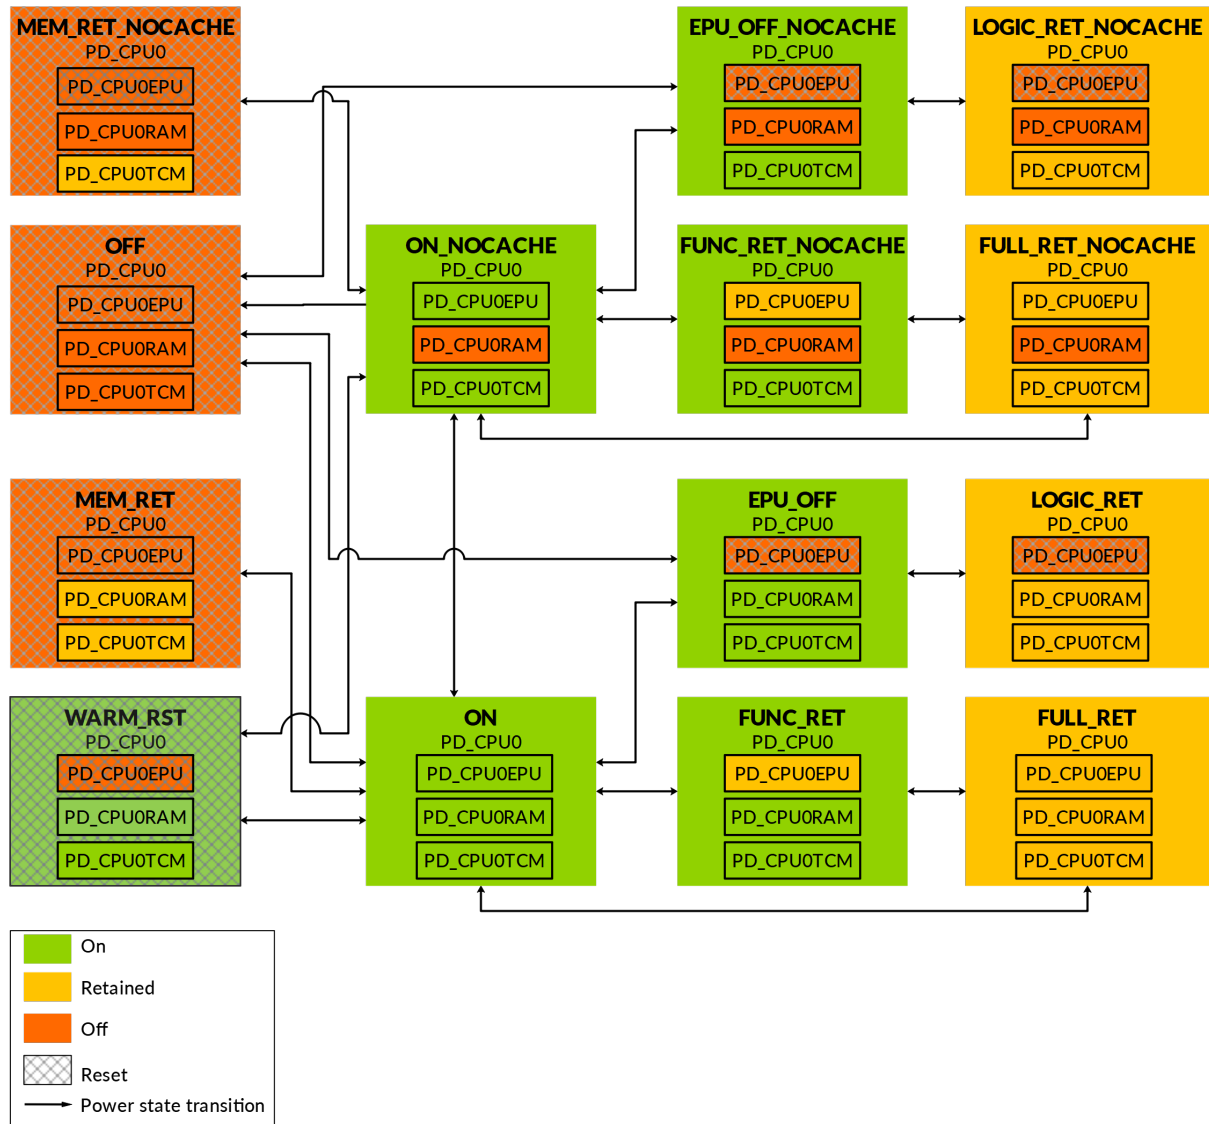 MEM_RET_NOCACHE
PD_CPU0
PD_CPU0EPU
PD_CPU0RAM
PD_CPU0TCM
EPU_OFF_NOCACHE
PD_CPU0
PD_CPU0EPU
PD_CPU0RAM
PD_CPU0TCM
LOGIC_RET_NOCACHE
PD_CPU0
PD_CPU0EPU
PD_CPU0RAM
PD_CPU0TCM
OFF
PD_CPU0
PD_CPU0EPU
PD_CPU0RAM
PD_CPU0TCM
ON_NOCACHE
PD_CPU0
PD_CPU0EPU
PD_CPU0RAM
PD_CPU0TCM
FUNC_RET_NOCACHE
PD_CPU0
PD_CPU0EPU
PD_CPU0RAM
PD_CPU0TCM
FULL_RET_NOCACHE
PD_CPU0
PD_CPU0EPU
PD_CPU0RAM
PD_CPU0TCM
MEM_RET
PD_CPU0
PD_CPU0EPU
PD_CPU0RAM
PD_CPU0TCM
EPU_OFF
PD_CPU0
PD_CPU0EPU
PD_CPU0RAM
PD_CPU0TCM
LOGIC_RET
PD_CPU0
PD_CPU0EPU
PD_CPU0RAM
PD_CPU0TCM
WARM_RST
PD_CPU0
PD_CPU0EPU
PD_CPU0RAM
PD_CPU0TCM
ON
PD_CPU0
PD_CPU0EPU
PD_CPU0RAM
PD_CPU0TCM
FUNC_RET
PD_CPU0
PD_CPU0EPU
PD_CPU0RAM
PD_CPU0TCM
FULL_RET
PD_CPU0
PD_CPU0EPU
PD_CPU0RAM
PD_CPU0TCM
On
Retained
Off
Reset
Power state transition